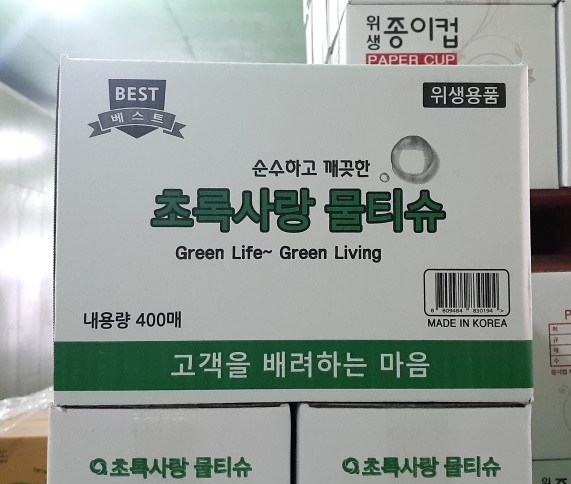 위생
종이컵
PAPER CUP
BEST
베스트
위생용품
순수하고 깨끗한
초록사랑 물티슈
Green Life~ Green Living
내용량 400매
8 809484 830194 >
MADE IN KOREA
고객을 배려하는 마음
초록사랑 물티슈
초록사랑 물티슈